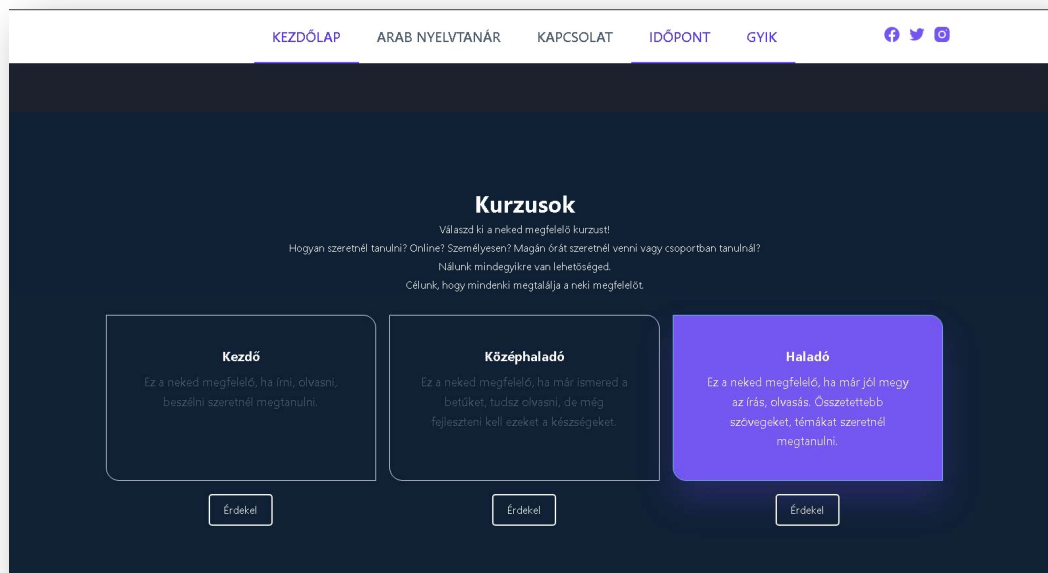 KEZDŐLAP ARAB NYELVTANÁR KAPCSOLAT IDŐPONT GYIK
Kurzusok
Válaszd ki a neked megfelelő kurzust!
Hogyan szeretnél tanulni? Online? Személyesen? Magán órát szeretnél venni vagy csoportban tanulnál?
Nálunk mindegyikre van lehetőséged.
Célunk, hogy mindenki megtalálja a neki megfelelőt.
Kezdő
Ez a neked megfelelő, ha írni, olvasni,
beszélni szeretnél megtanulni.
Érdekel
Középhaladó
Ez a neked megfelelő, ha már ismered a
betűket, tudsz olvasni, de még
fejleszteni kell ezeket a készségeket.
Érdekel
Haladó
Ez a neked megfelelő, ha már jól megy
az írás, olvasás. Összetettebb
szövegeket, témákat szeretnél
megtanulni.
Érdekel